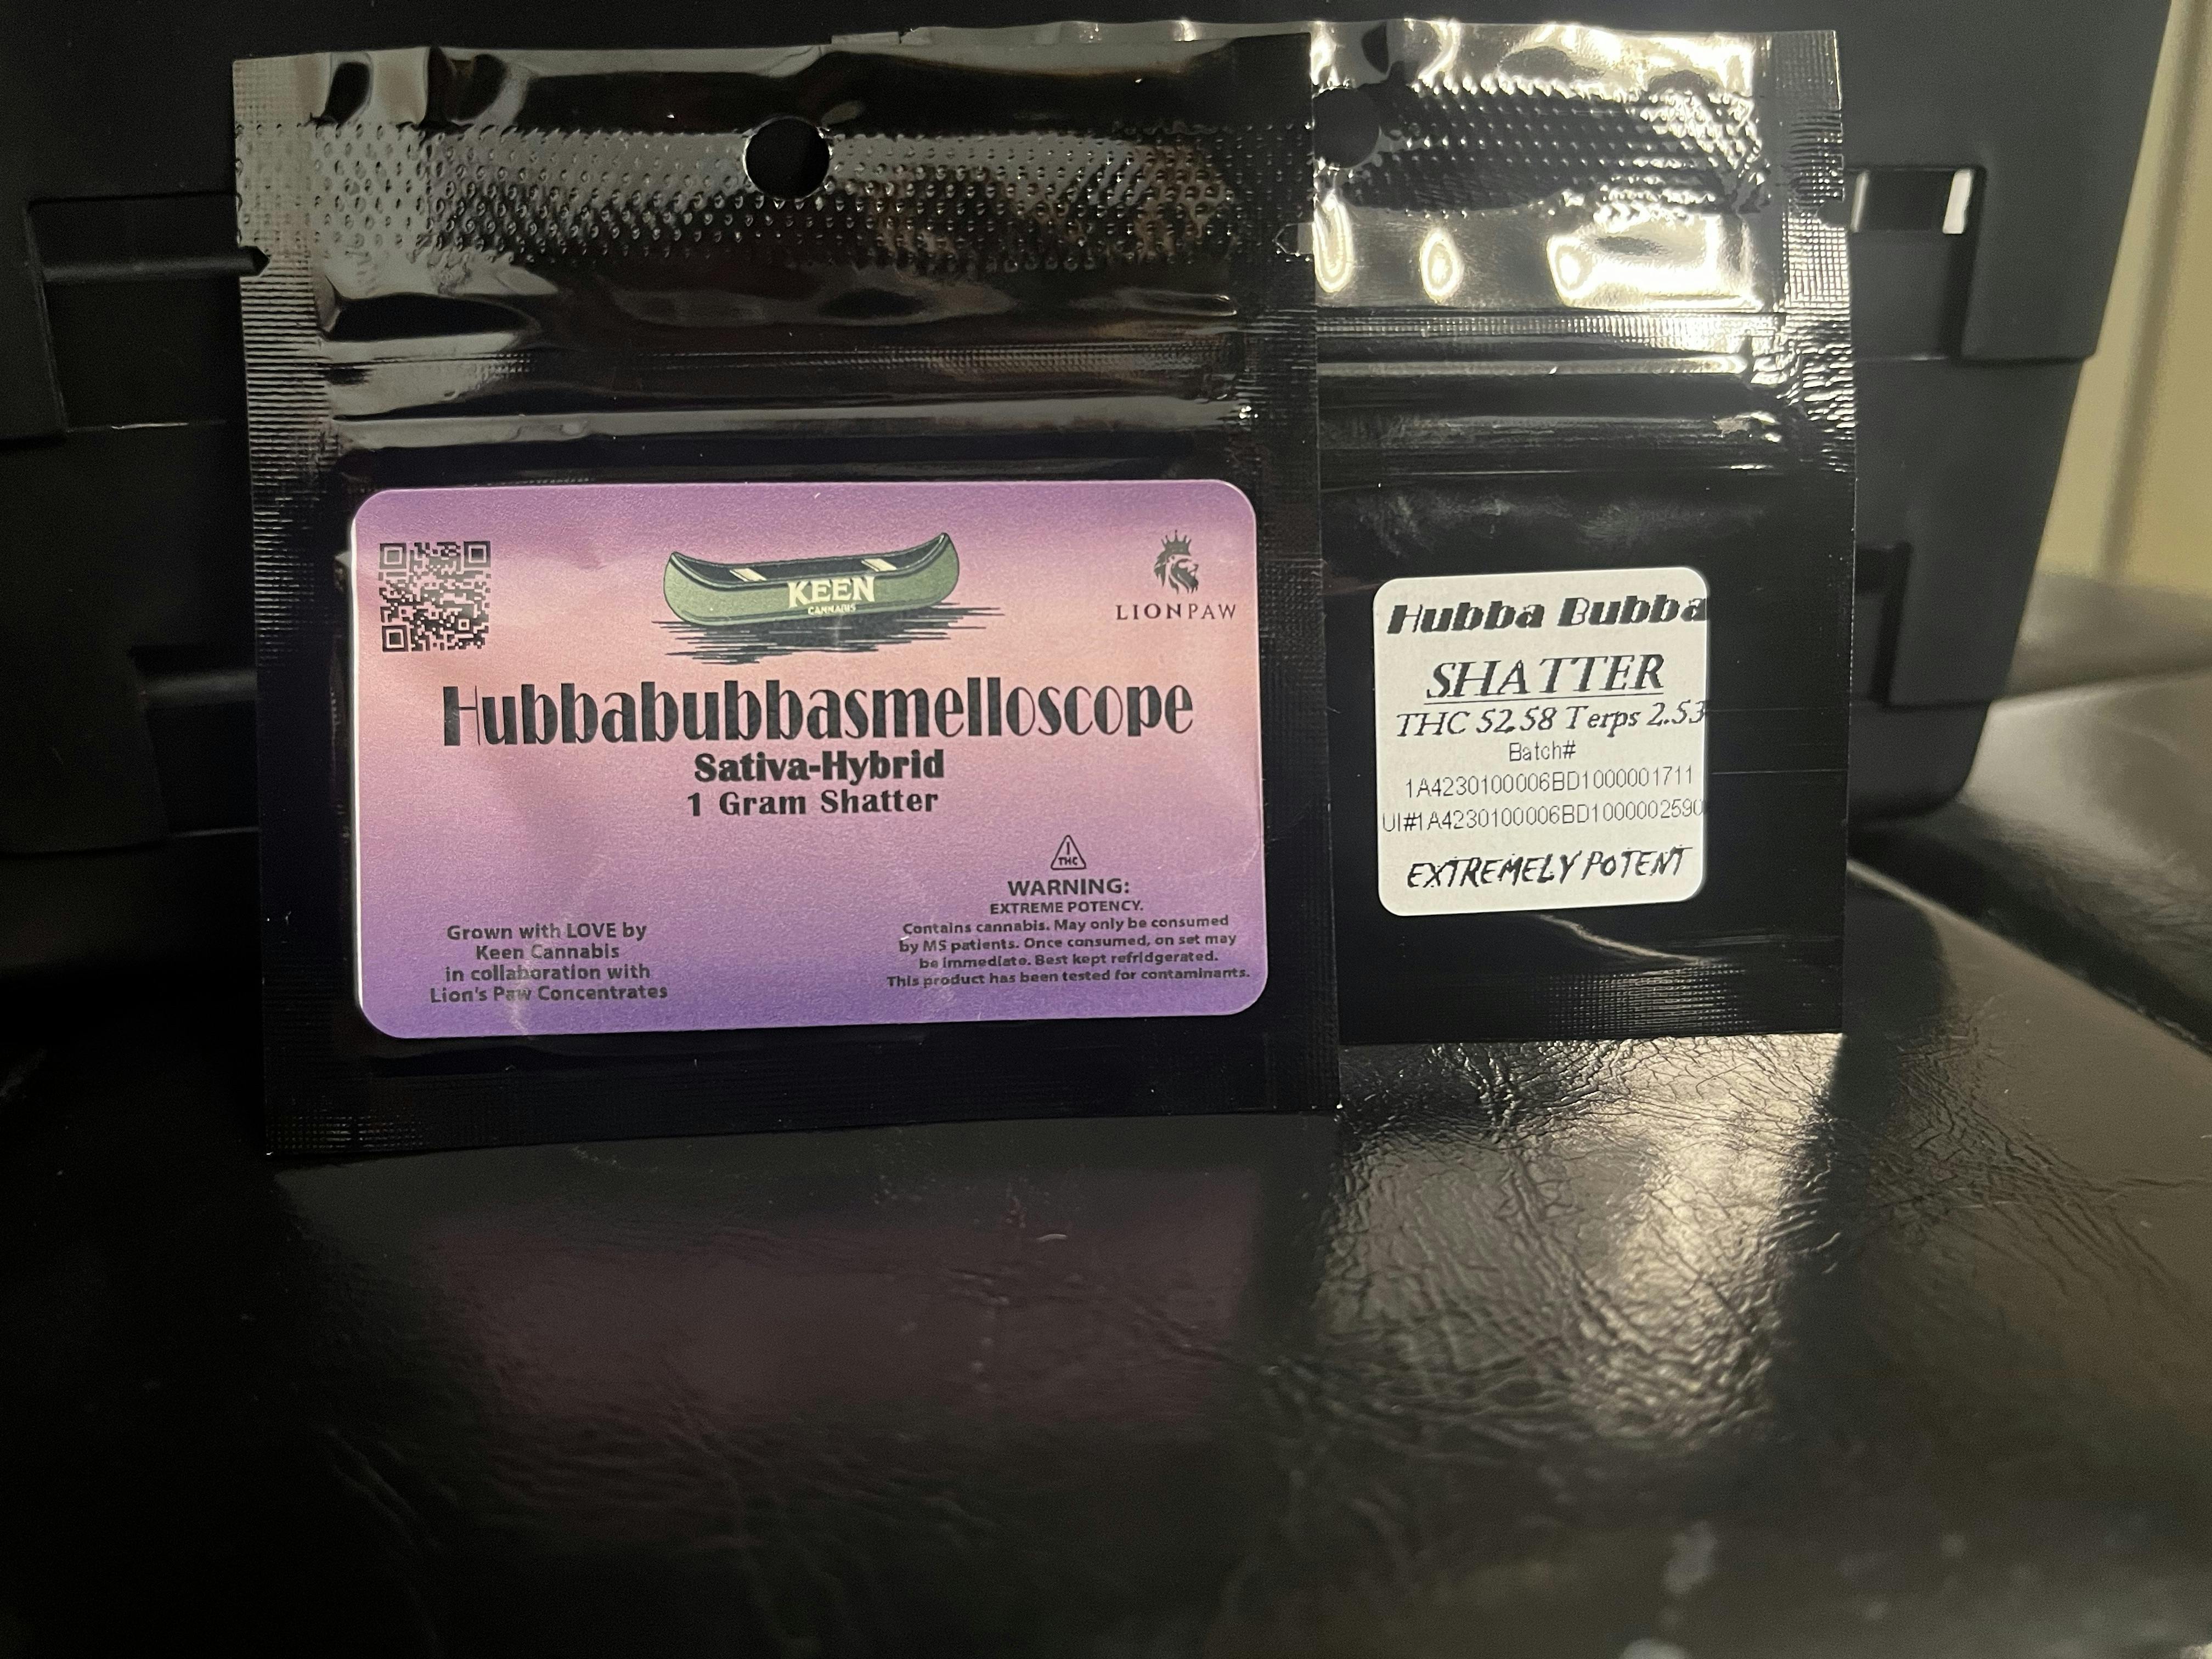 KEEN
CANNABIS
LIONPAW
Hubbabubbasmelloscope
Sativa-Hybrid
1 Gram Shatter
Grown with LOVE by
Keen Cannabis
in collaboration with
Lion's Paw Concentrates
!
THC
WARNING:
EXTREME POTENCY.
Contains cannabis. May only be consumed
by MS patients. Once consumed, on set may
be immediate. Best kept refridgerated.
This product has been tested for contaminants.
Hubba Bubba
SHATTER
THC 52.58 Terps 2.53
Batch#
1A4230100006BD1000001711
UI#1A4230100006BD1000002590
EXTREMELY POTENT